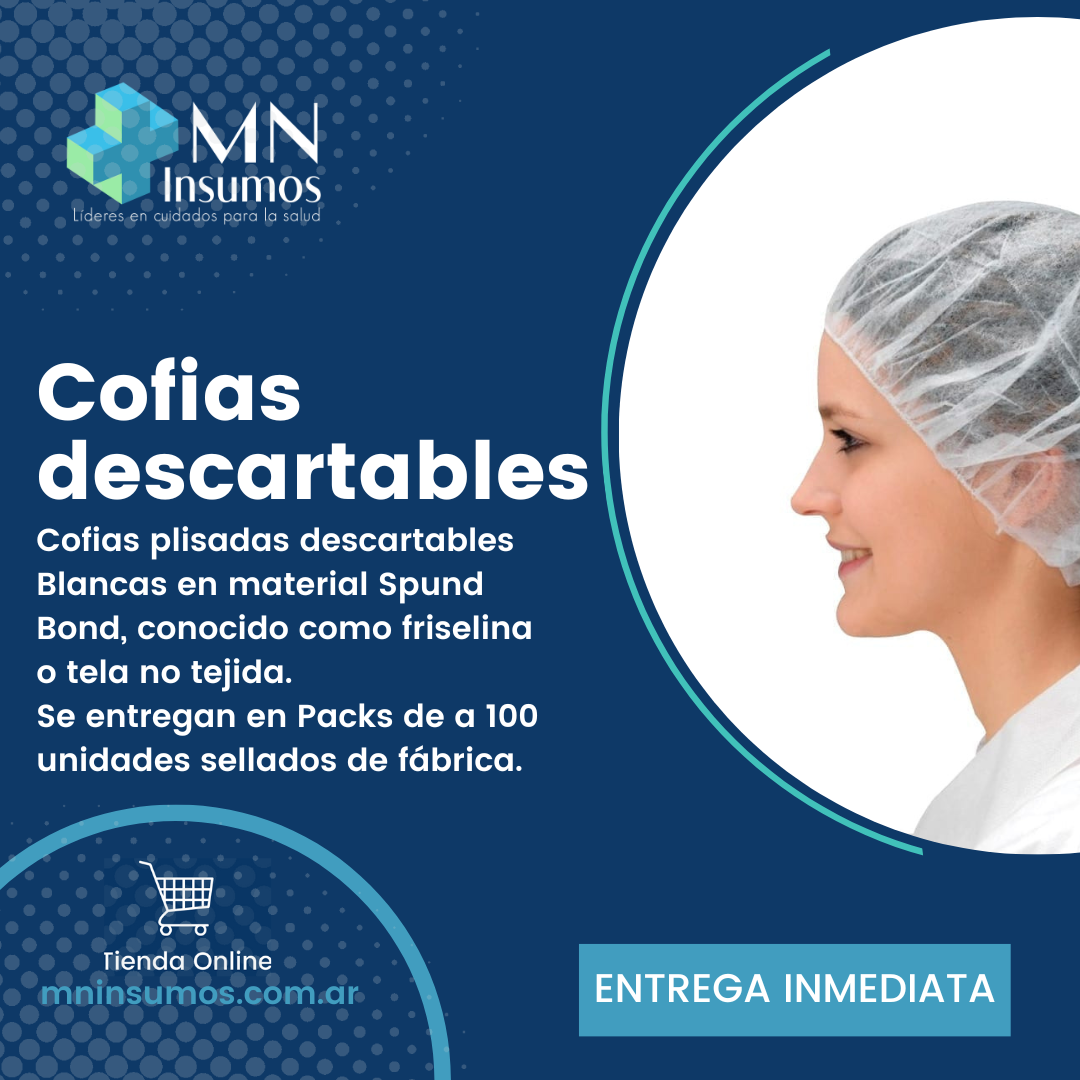 MN
Insumos
Líderes en cuidados para la salud
Cofias
descartables
Cofias plisadas descartables
Blancas en material Spund
Bond, conocido como friselina
o tela no tejida.
Se entregan en Packs de a 100
unidades sellados de fábrica.
Tienda Online
mninsumos.com.ar
ENTREGA INMEDIATA